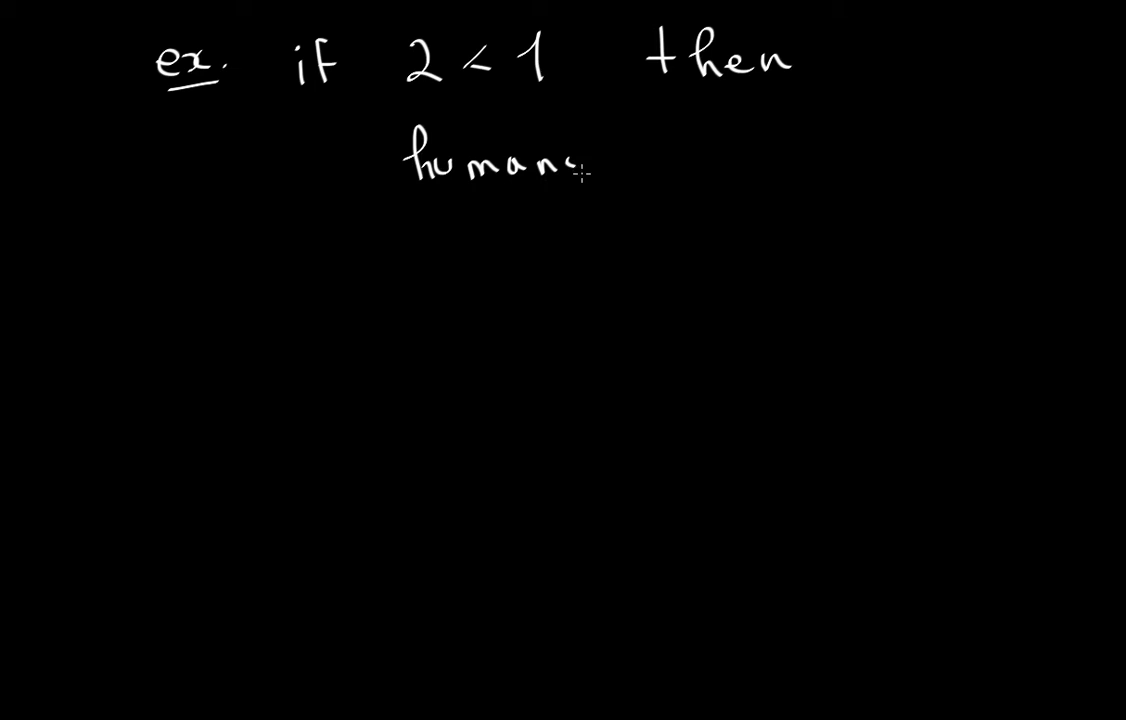 ex. if 2 < 1 then
human